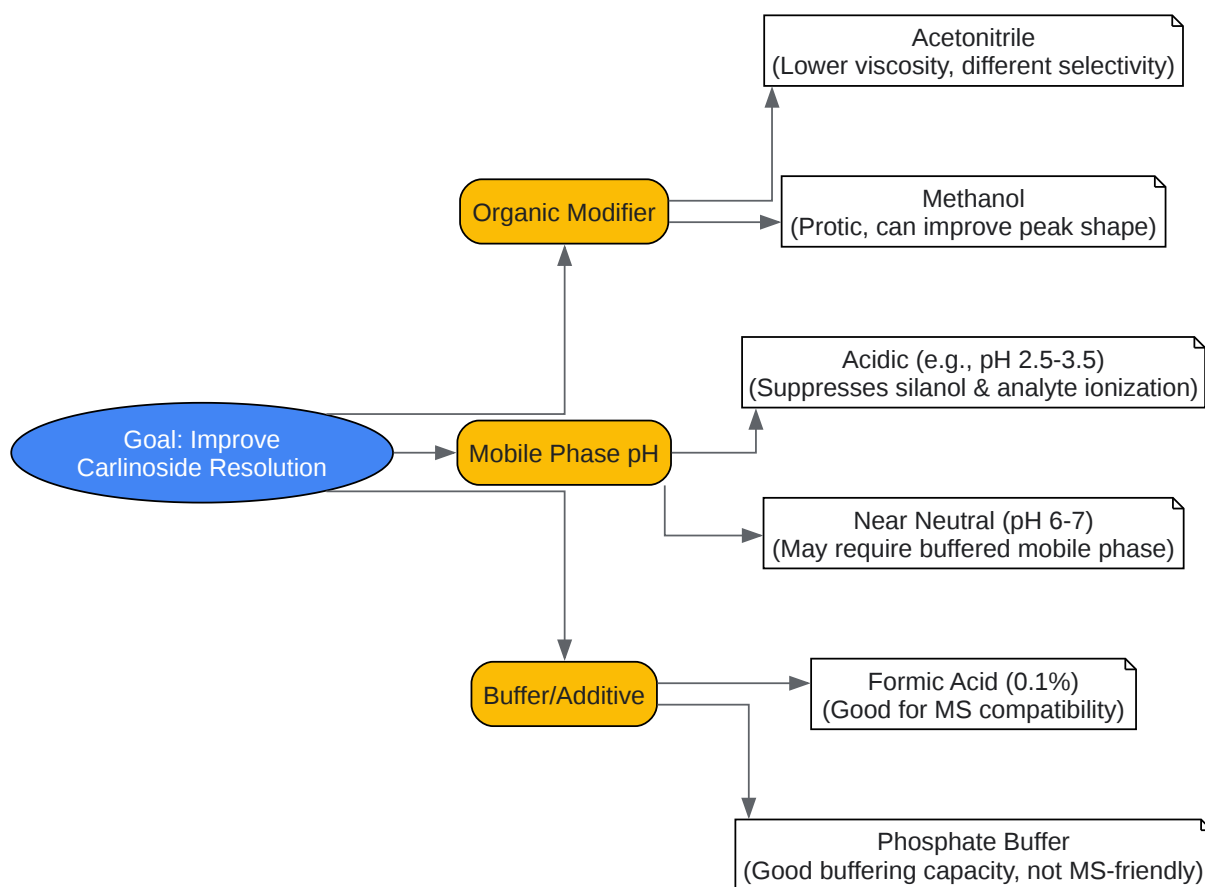 Acetonitrile
(Lower viscosity, different selectivity)
Organic Modifier
Methanol
(Protic, can improve peak shape)
Acidic (e.g., pH 2.5-3.5)
(Suppresses silanol & analyte ionization)
Goal: Improve
Carlinoside Resolution
Mobile Phase pH
Near Neutral (pH 6-7)
(May require buffered mobile phase)
Buffer/Additive
Formic Acid (0.1%)
(Good for MS compatibility)
Phosphate Buffer
(Good buffering capacity, not MS-friendly)